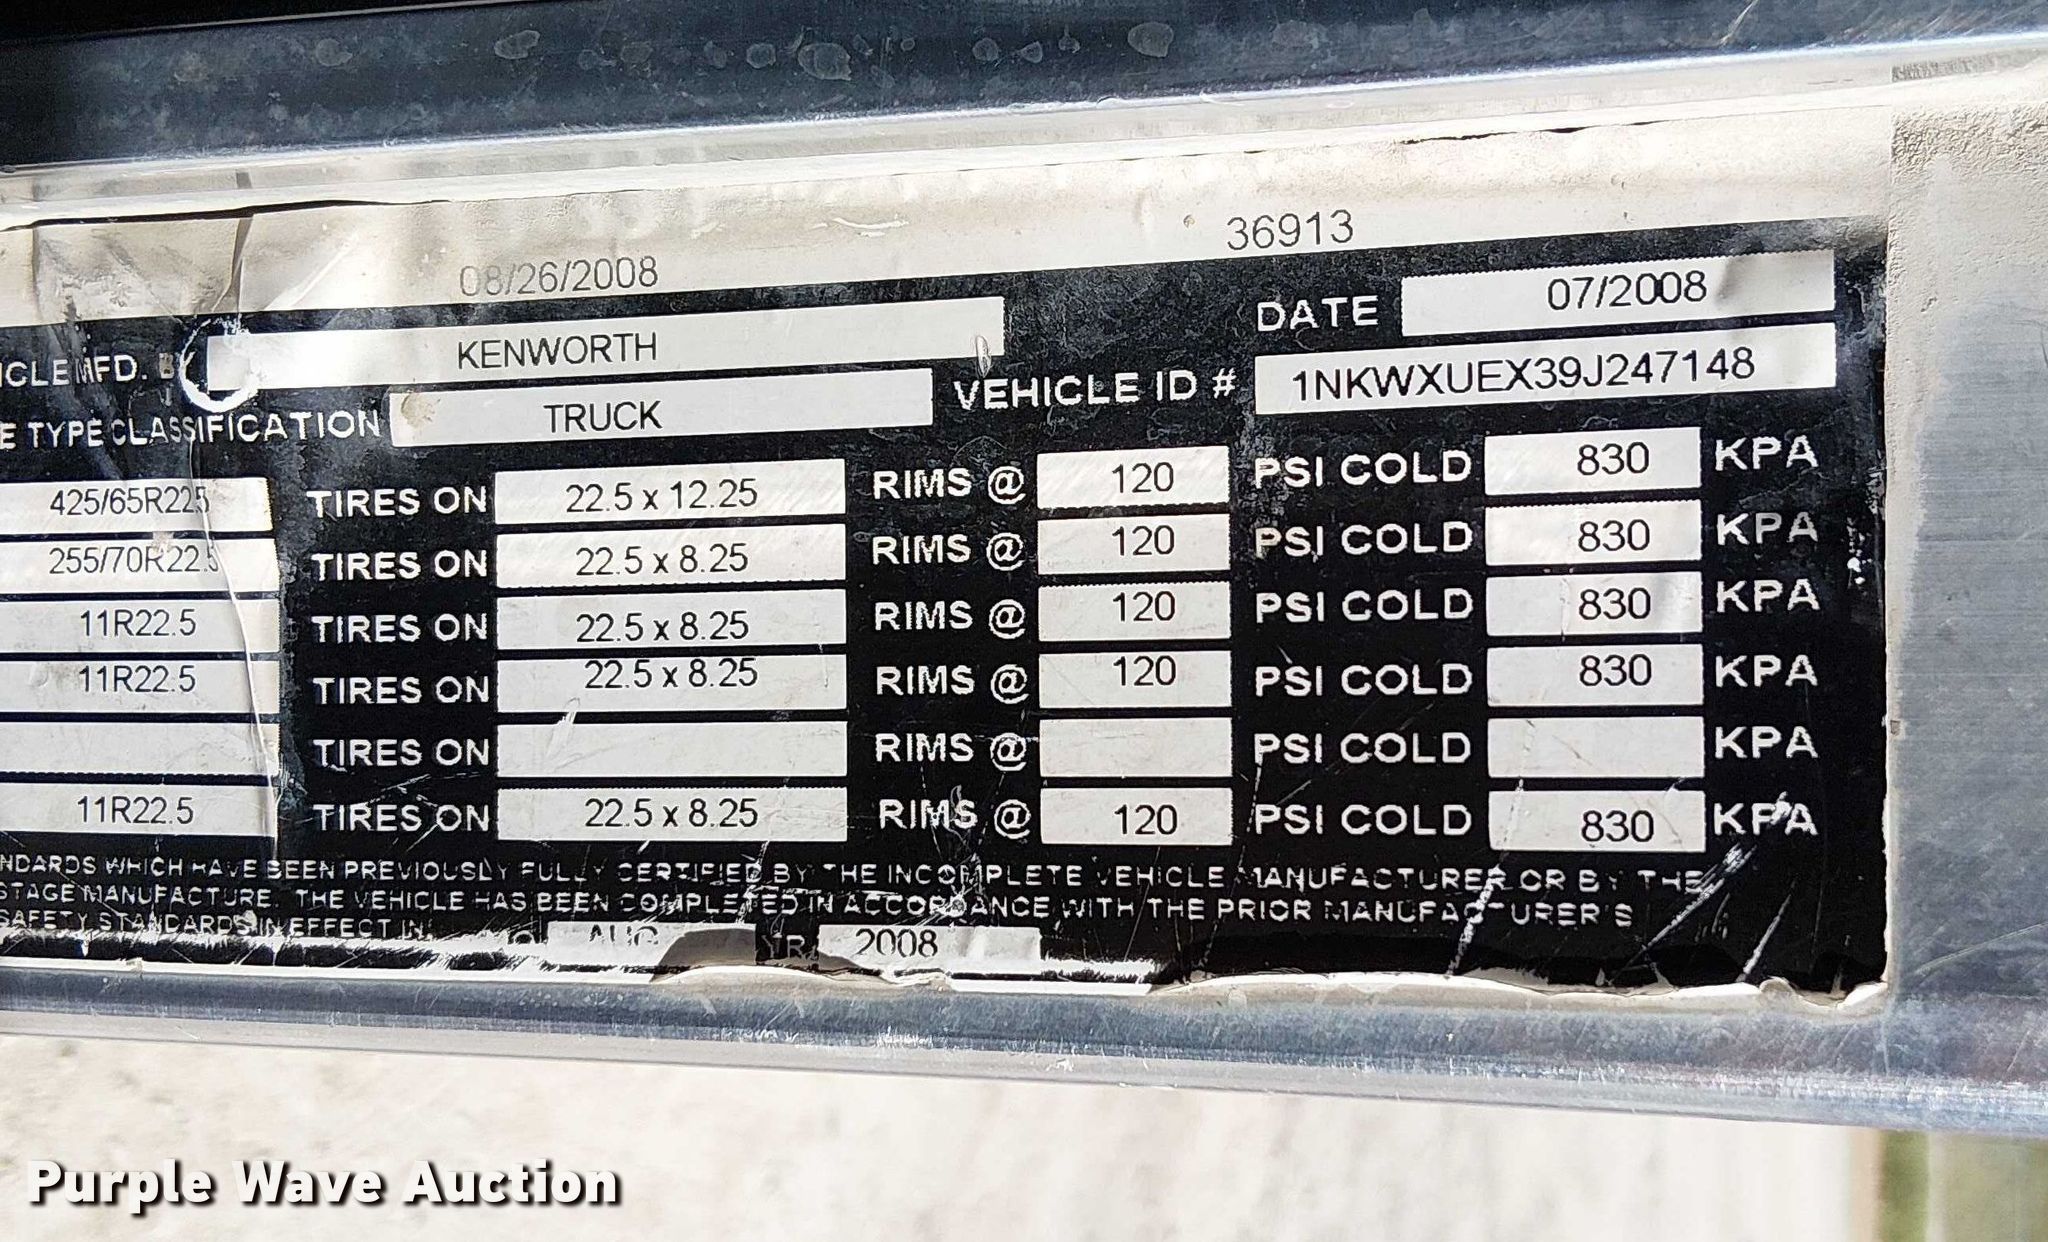 36913
08/26/2008
DATE 07/2008
ICLE MFD. BY KENWORTH
VEHICLE ID # 1NKWXUEX39J247148
E TYPE CLASSIFICATION TRUCK
425/65R22.5 TIRES ON 22.5 x 12.25 RIMS @ 120 PSI COLD 830 KPA
255/70R22.5 TIRES ON 22.5 x 8.25 RIMS @ 120 PSI COLD 830 KPA
11R22.5 TIRES ON 22.5 x 8.25 RIMS @ 120 PSI COLD 830 KPA
11R22.5 TIRES ON 22.5 x 8.25 RIMS @ 120 PSI COLD 830 KPA
TIRES ON RIMS @ PSI COLD KPA
11R22.5 TIRES ON 22.5 x 8.25 RIMS @ 120 PSI COLD 830 KPA
NDARDS WHICH HAVE BEEN PREVIOUSLY FULLY CERTIFIED BY THE INCOMPLETE VEHICLE MANUFACTURER OR BY THE
STAGE MANUFACTURE. THE VEHICLE HAS BEEN COMPLETED IN ACCORDANCE WITH THE PRIOR MANUFACTURER'S
SAFETY STANDARDS IN EFFECT IN:
AUG YR. 2008
Purple Wave Auction